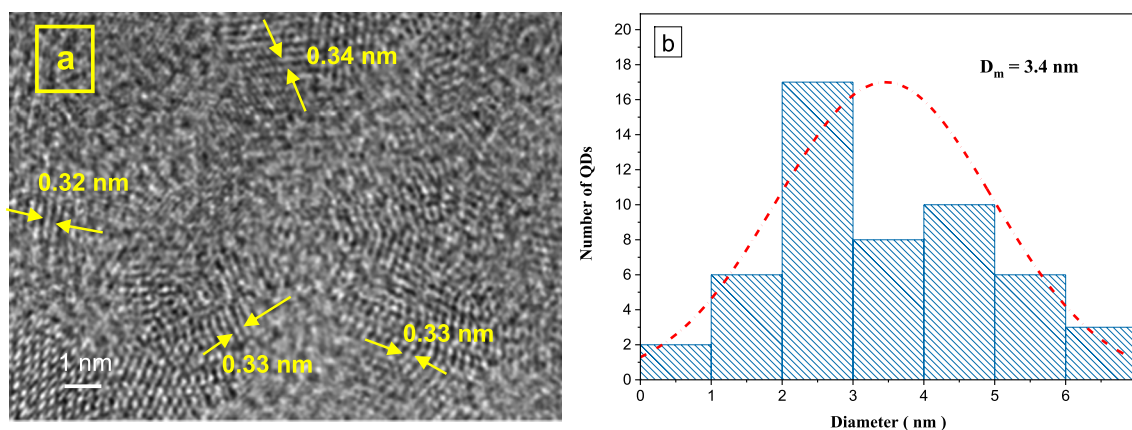 a
0.34 nm
0.32 nm
0.33 nm
0.33 nm
1 nm
b
D_m = 3.4 nm
Number of QDs
20
18
16
14
12
10
8
6
4
2
0
0 1 2 3 4 5 6
Diameter ( nm )